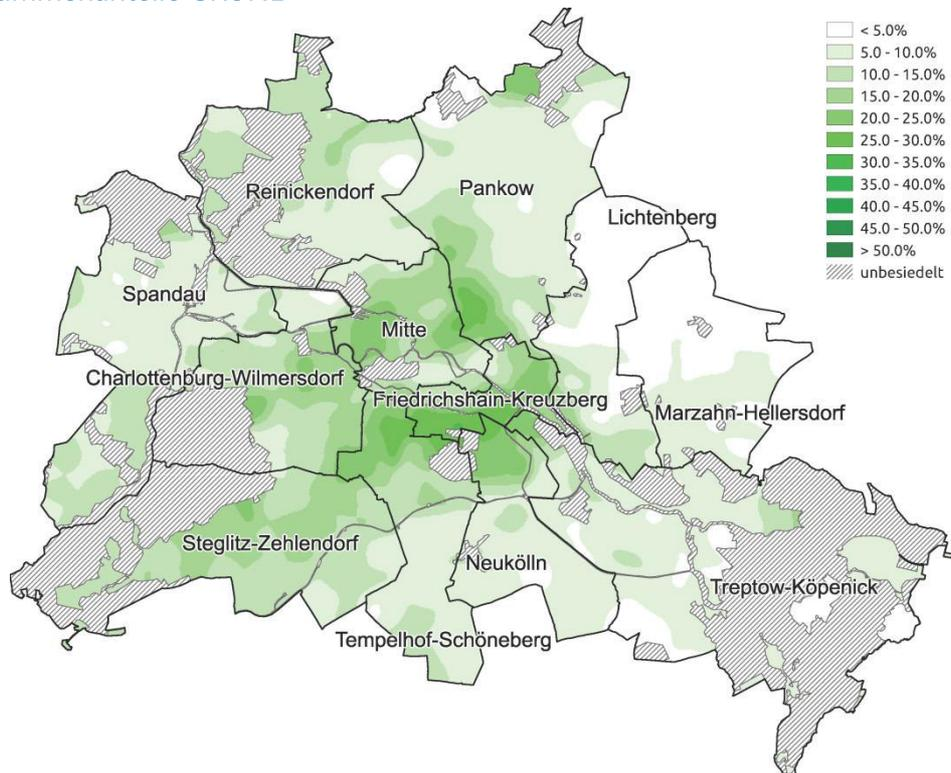 GRÜNE
< 5.0%
5.0 - 10.0%
10.0 - 15.0%
15.0 - 20.0%
20.0 - 25.0%
25.0 - 30.0%
30.0 - 35.0%
35.0 - 40.0%
40.0 - 45.0%
45.0 - 50.0%
> 50.0%
unbesiedelt
Reinickendorf
Pankow
Lichtenberg
Spandau
Mitte
Charlottenburg-Wilmersdorf
Friedrichshain-Kreuzberg
Marzahn-Hellersdorf
Steglitz-Zehlendorf
Neukölln
Treptow-Köpenick
Tempelhof-Schöneberg